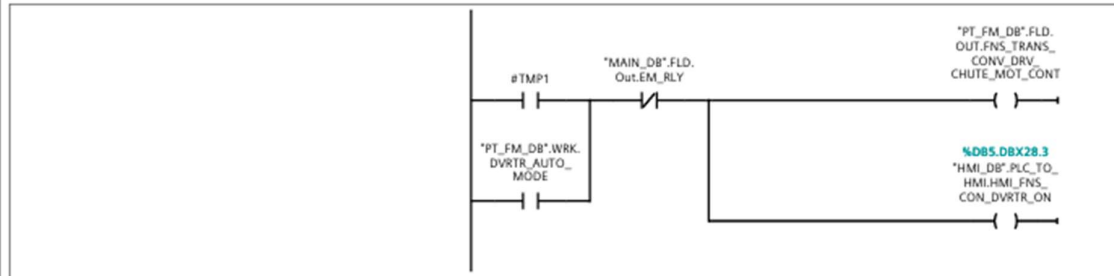 "PT_FM_DB".FLD.
OUT.FNS_TRANS_
CONV_DRV_
CHUTE_MOT_CONT
"MAIN_DB".FLD.
Out.EM_RLY
#TMP1
"PT_FM_DB".WRK.
DVRTR_AUTO_
MODE
%DB5.DBX28.3
"HMI_DB".PLC_TO_
HMI.HMI_FNS_
CON_DVRTR_ON